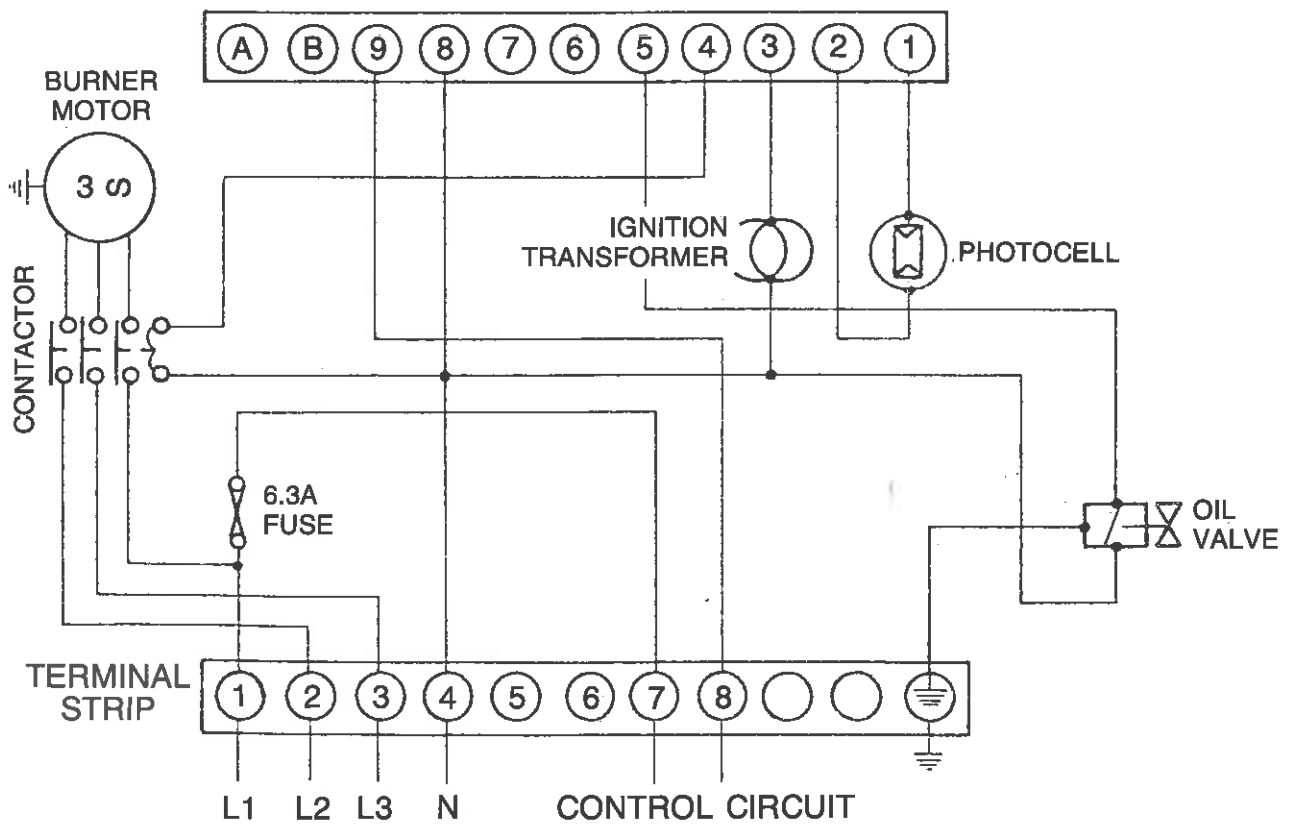 A B 9 8 7 6 5 4 3 2 1
BURNER
MOTOR
3 S
IGNITION
TRANSFORMER
PHOTOCELL
CONTACTOR
6.3A
FUSE
OIL
VALVE
TERMINAL
STRIP
1 2 3 4 5 6 7 8
L1 L2 L3 N CONTROL CIRCUIT